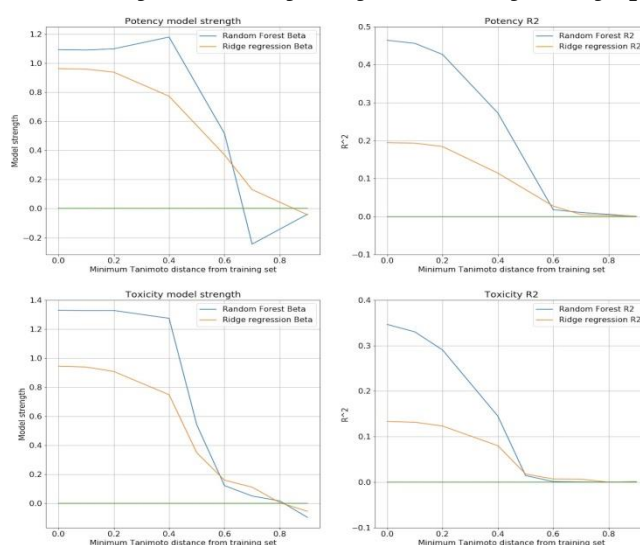 Potency model strength
Random Forest Beta
Ridge regression Beta
1.2
1.0
0.8
0.6
0.4
0.2
0.0
−0.2
Model strength
0.0 0.2 0.4 0.6 0.8
Minimum Tanimoto distance from training set
Potency R2
Random Forest R2
Ridge regression R2
0.5
0.4
0.3
0.2
0.1
0.0
−0.1
R^2
0.0 0.2 0.4 0.6 0.8
Minimum Tanimoto distance from training set
Toxicity model strength
Random Forest Beta
Ridge regression Beta
1.4
1.2
1.0
0.8
0.6
0.4
0.2
0.0
Model strength
0.0 0.2 0.4 0.6 0.8
Minimum Tanimoto distance from training set
Toxicity R2
Random Forest R2
Ridge regression R2
0.4
0.3
0.2
0.1
0.0
−0.1
R^2
0.0 0.2 0.4 0.6 0.8
Minimum Tanimoto distance from training set